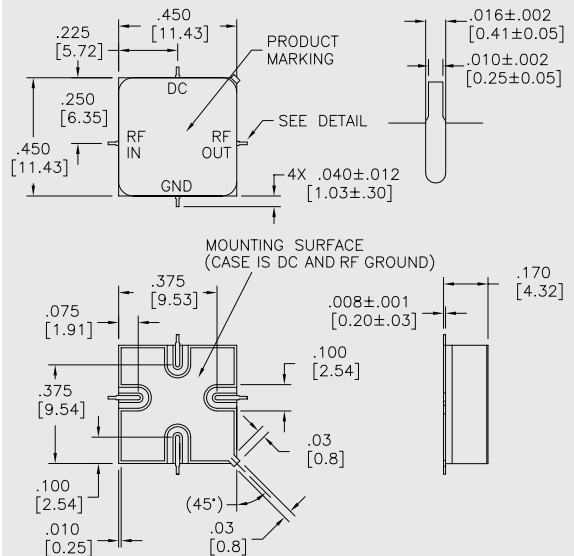 .450
[11.43]
.225
[5.72]
PRODUCT
MARKING
.016±.002
[0.41±0.05]
.010±.002
[0.25±0.05]
DC
.250
[6.35]
.450
[11.43]
RF
IN
RF
OUT
SEE DETAIL
GND
4X .040±.012
[1.03±.30]
MOUNTING SURFACE
(CASE IS DC AND RF GROUND)
.375
[9.53]
.075
[1.91]
.170
[4.32]
.008±.001
[0.20±.03]
.100
[2.54]
.375
[9.54]
.03
[0.8]
.100
[2.54]
(45°)
.010
[0.25]
.03
[0.8]